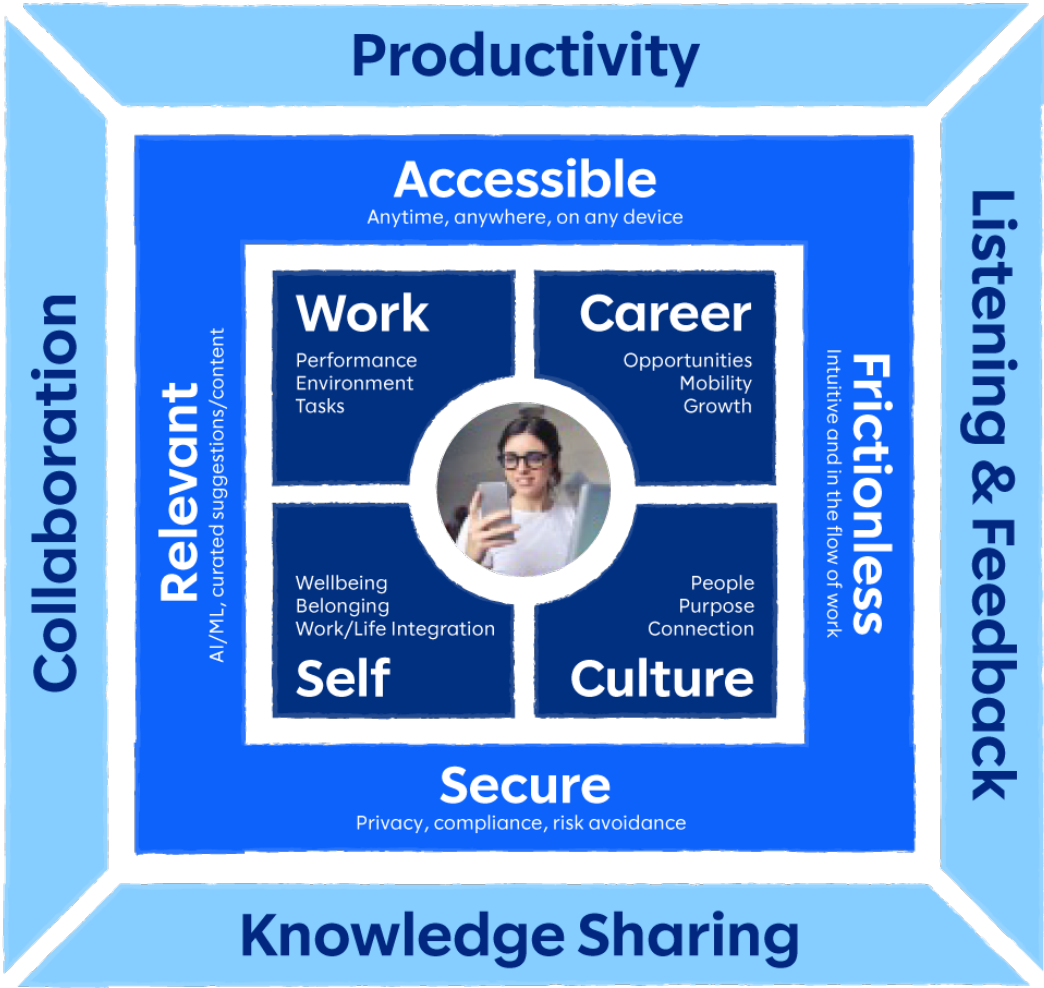 Productivity
Accessible
Anytime, anywhere, on any device
Collaboration
Relevant
AI/ML, curated suggestions/content
Work
Performance
Environment
Tasks
Career
Opportunities
Mobility
Growth
Wellbeing
Belonging
Work/Life Integration
Self
People
Purpose
Connection
Culture
Frictionless
Intuitive and in the flow of work
Listening & Feedback
Secure
Privacy, compliance, risk avoidance
Knowledge Sharing